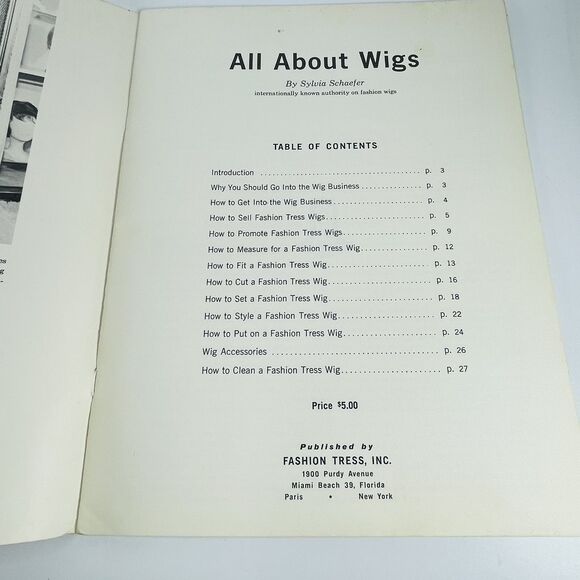 All About Wigs
By Sylvia Schaefer
internationally known authority on fashion wigs
TABLE OF CONTENTS
Introduction ........................................ p. 3
Why You Should Go Into the Wig Business ................ p. 3
How to Get Into the Wig Business ...................... p. 4
How to Sell Fashion Tress Wigs ........................ p. 5
How to Promote Fashion Tress Wigs ..................... p. 9
How to Measure for a Fashion Tress Wig ................ p. 12
How to Fit a Fashion Tress Wig ........................ p. 13
How to Cut a Fashion Tress Wig ........................ p. 16
How to Set a Fashion Tress Wig ........................ p. 18
How to Style a Fashion Tress Wig ...................... p. 22
How to Put on a Fashion Tress Wig ..................... p. 24
Wig Accessories ....................................... p. 26
How to Clean a Fashion Tress Wig ...................... p. 27
Price $5.00
Published by
FASHION TRESS, INC.
1900 Purdy Avenue
Miami Beach 39, Florida
Paris • New York